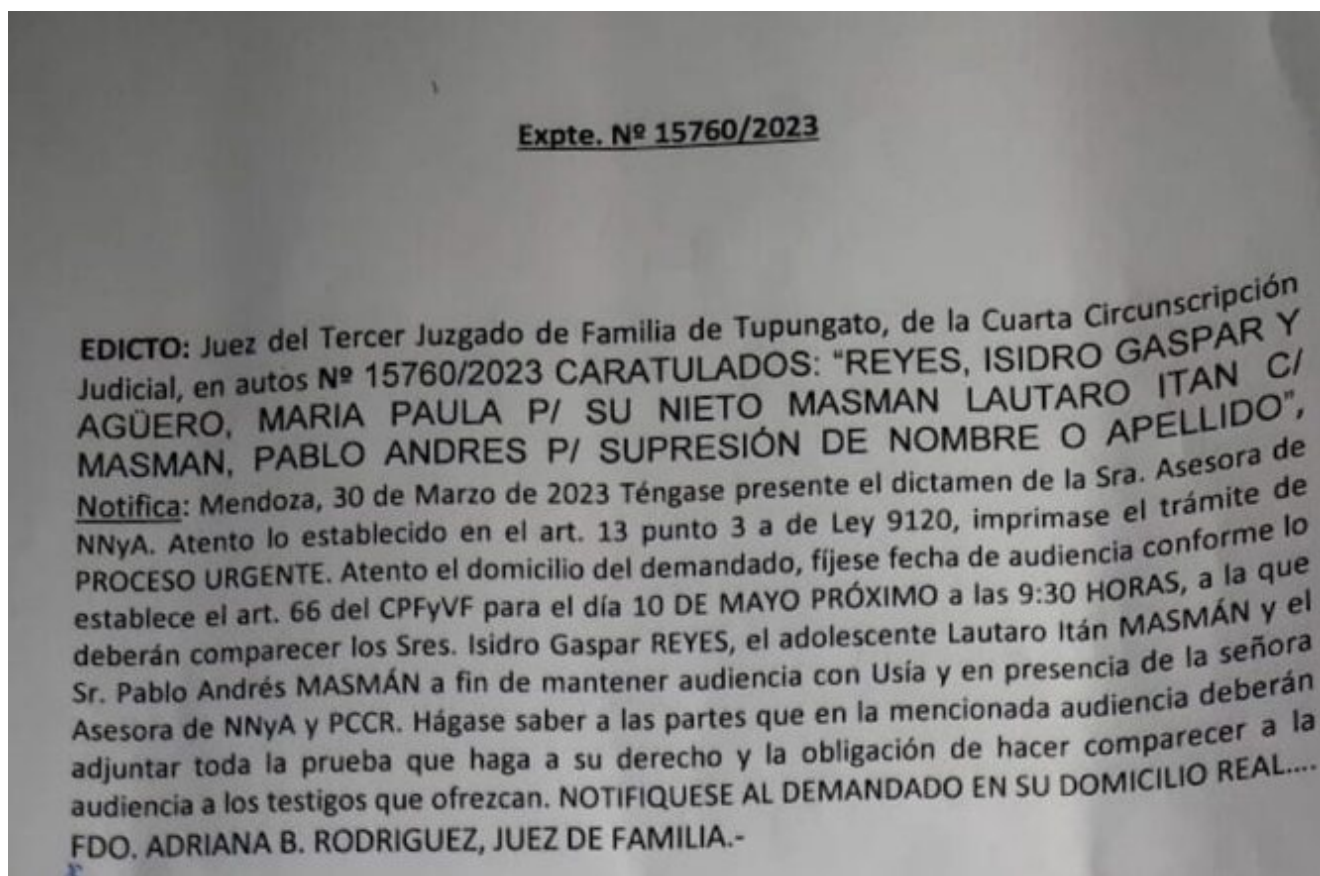 Expte. Nº 15760/2023
EDICTO: Juez del Tercer Juzgado de Familia de Tupungato, de la Cuarta Circunscripción
Judicial, en autos Nº 15760/2023 CARATULADOS: “REYES, ISIDRO GASPAR Y
AGÜERO, MARIA PAULA P/ SU NIETO MASMAN LAUTARO ITAN C/
MASMAN, PABLO ANDRES P/ SUPRESIÓN DE NOMBRE O APELLIDO”,
Notifica: Mendoza, 30 de Marzo de 2023 Téngase presente el dictamen de la Sra. Asesora de
NNyA. Atento lo establecido en el art. 13 punto 3 a de Ley 9120, imprimase el trámite de
PROCESO URGENTE. Atento el domicilio del demandado, fíjese fecha de audiencia conforme lo
establece el art. 66 del CPFyVF para el día 10 DE MAYO PRÓXIMO a las 9:30 HORAS, a la que
deberán comparecer los Sres. Isidro Gaspar REYES, el adolescente Lautaro Itán MASMÁN y el
Sr. Pablo Andrés MASMÁN a fin de mantener audiencia con Usía y en presencia de la señora
Asesora de NNyA y PCCR. Hágase saber a las partes que en la mencionada audiencia deberán
adjuntar toda la prueba que haga a su derecho y la obligación de hacer comparecer a la
audiencia a los testigos que ofrezcan. NOTIFIQUESE AL DEMANDADO EN SU DOMICILIO REAL....
FDO. ADRIANA B. RODRIGUEZ, JUEZ DE FAMILIA.-